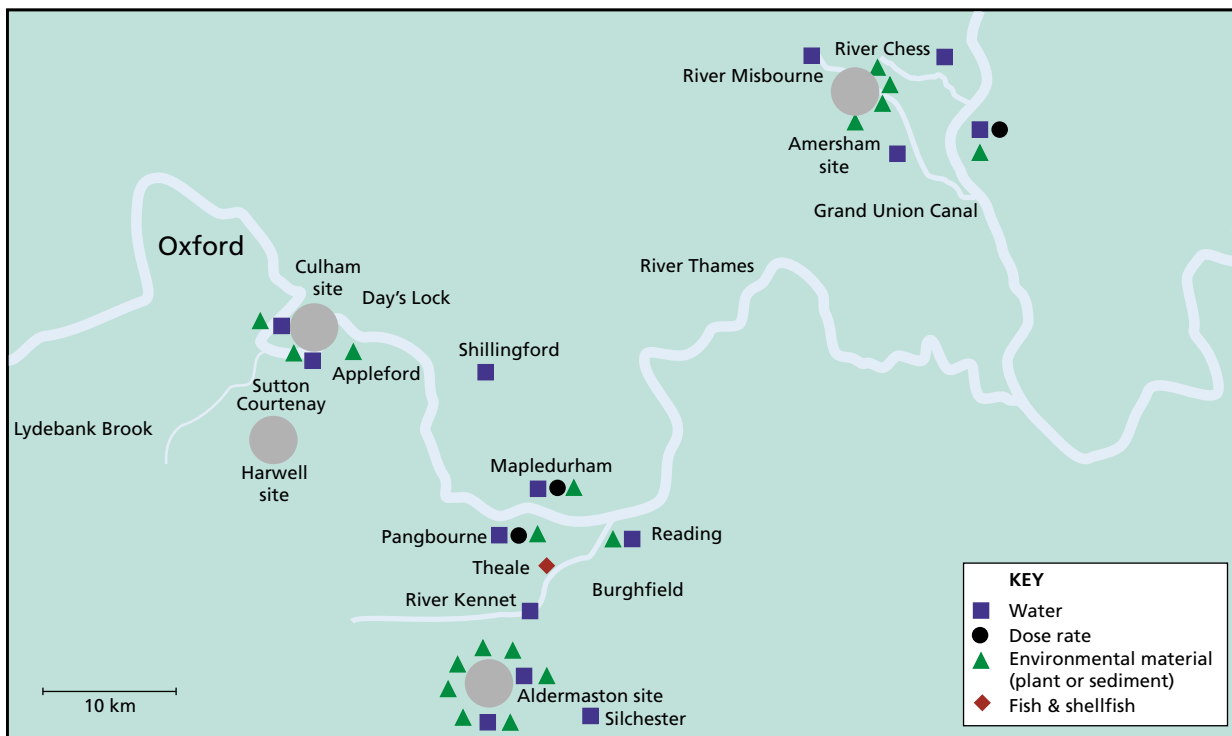 River Chess
River Misbourne
Amersham
site
Grand Union Canal
Oxford
Culham
site
River Thames
Day's Lock
Shillingford
Appleford
Sutton
Courtenay
Lydebank Brook
Harwell
site
Mapledurham
Pangbourne
Reading
Theale
Burghfield
River Kennet
Aldermaston site
Silchester
10 km
KEY
Water
Dose rate
Environmental material
(plant or sediment)
Fish & shellfish